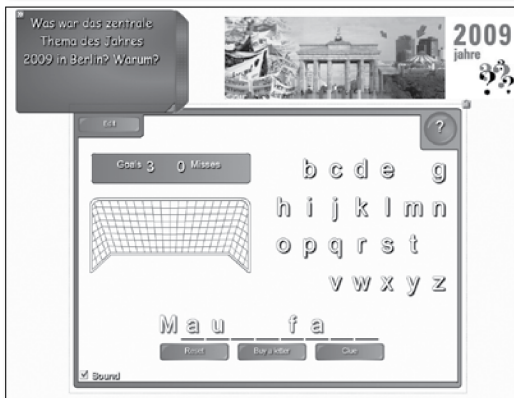 Was war das zentrale
Thema des Jahres
2009 in Berlin? Warum?
2009
jahre
???
Edit
?
Goals 3 0 Misses
b c d e g
h i j k l m n
o p q r s t
v w x y z
M a u _ _ _ f a _ _ _
Reset Buy a letter Clue
Sound